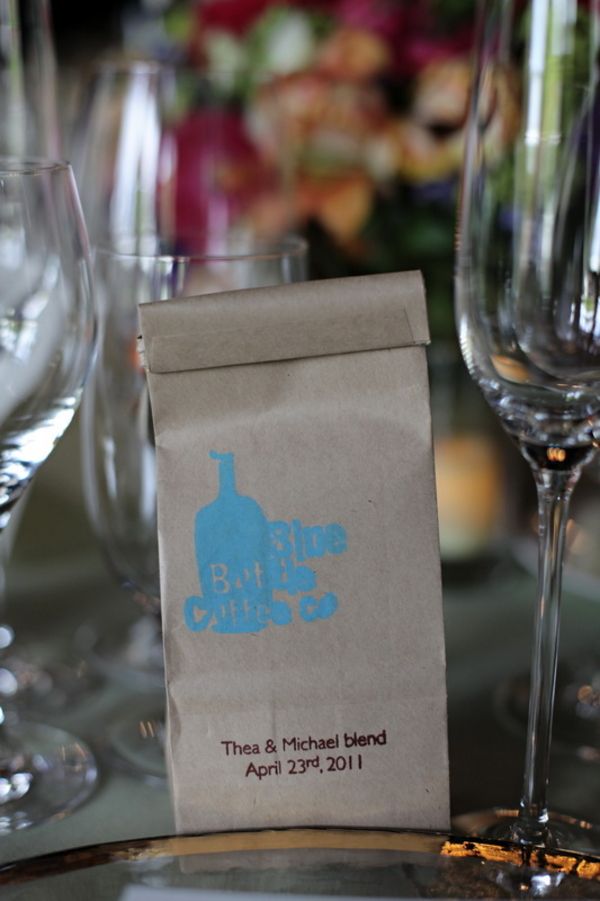 Blue
Bottle
Coffee Co
Thea & Michael blend
April 23rd, 2011